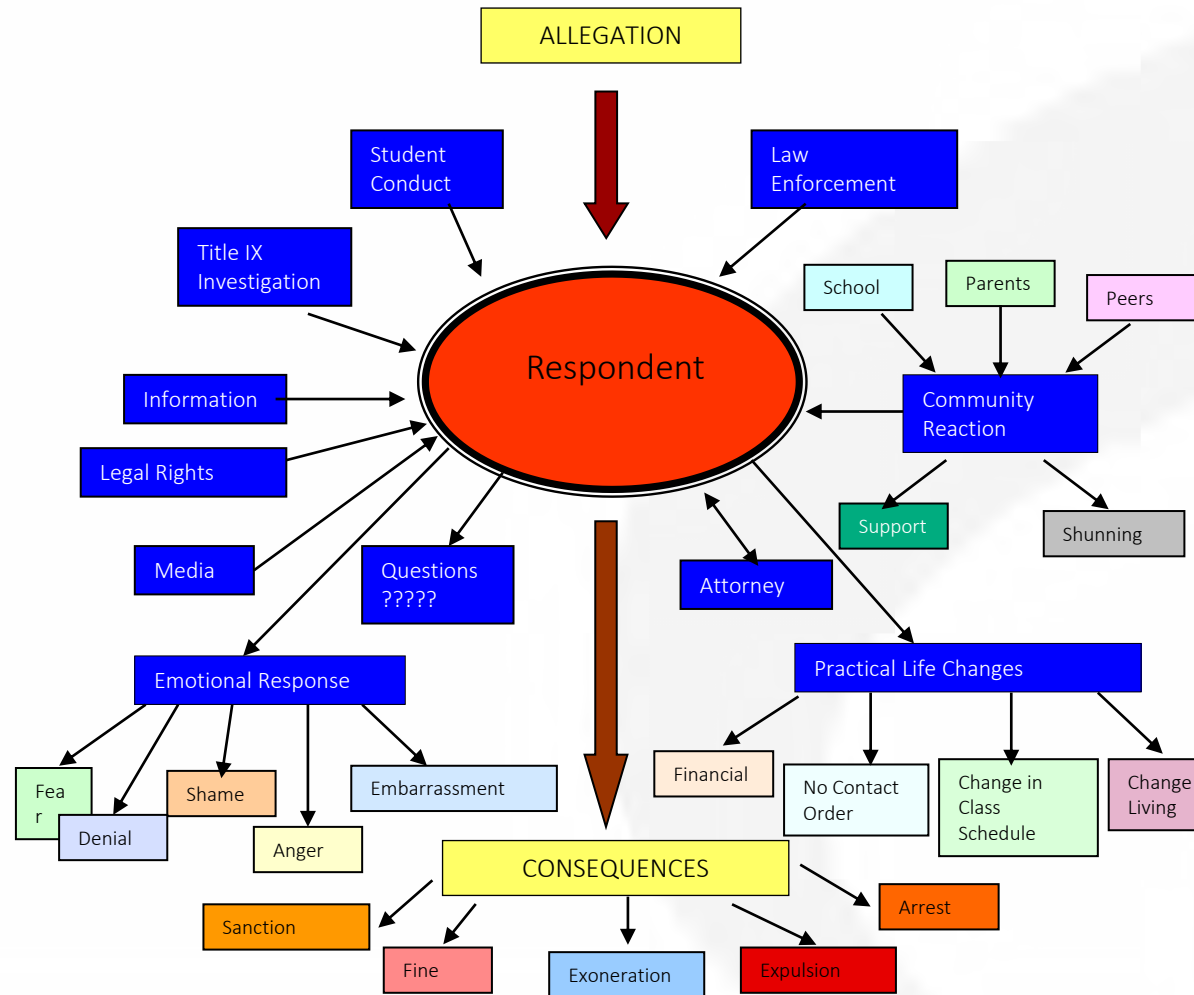 ALLEGATION
Student
Conduct
Law
Enforcement
Title IX
Investigation
School
Parents
Peers
Respondent
Information
Community
Reaction
Legal Rights
Support
Shunning
Media
Questions
?????
Attorney
Emotional Response
Practical Life Changes
Fea
r
Denial
Shame
Anger
Embarrassment
Financial
No Contact
Order
Change in
Class
Schedule
Change
Living
CONSEQUENCES
Sanction
Fine
Exoneration
Expulsion
Arrest